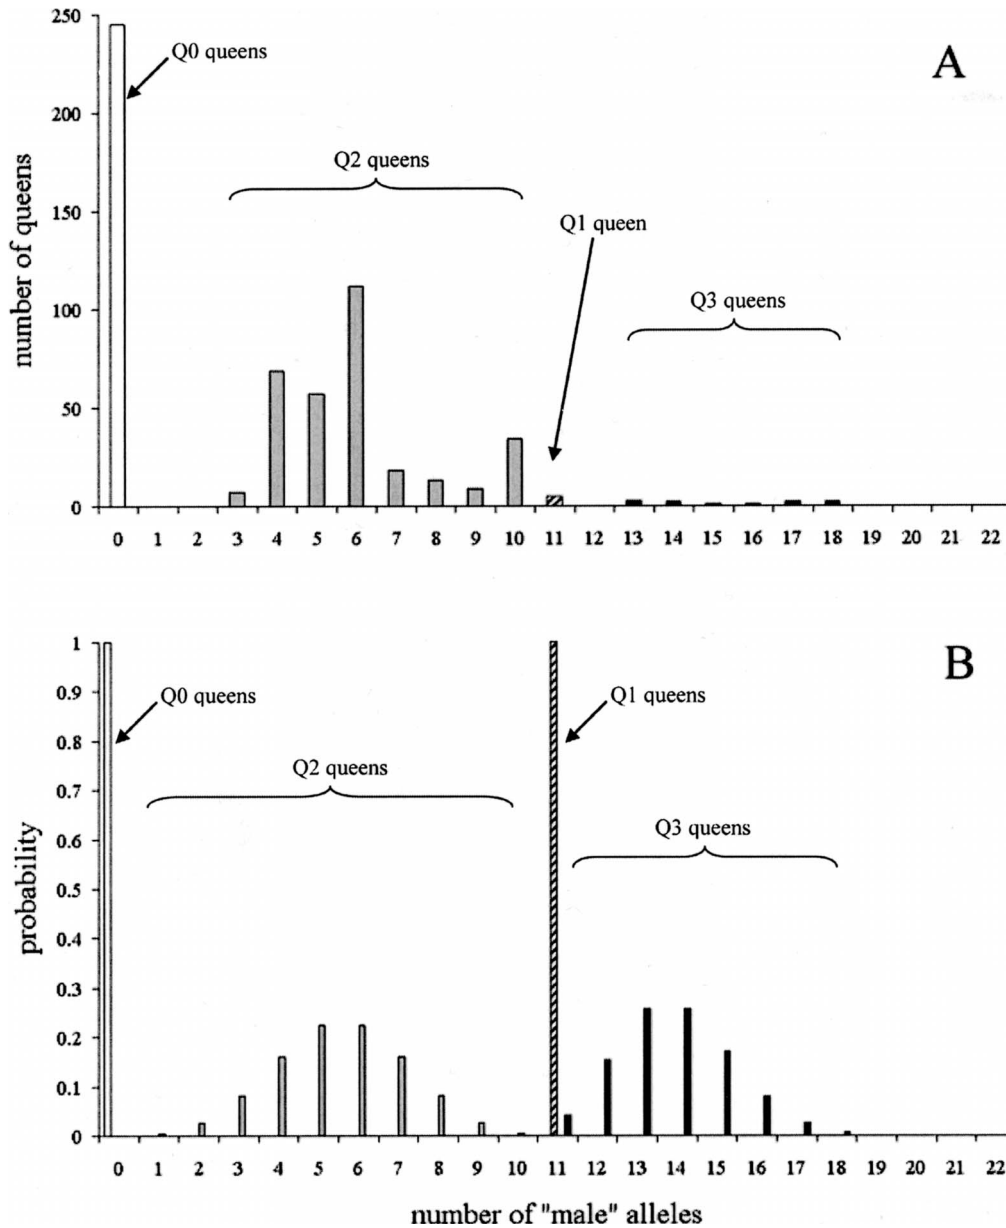 A
250
200
150
100
50
0
number of queens
Q0 queens
Q2 queens
Q1 queen
Q3 queens
0 1 2 3 4 5 6 7 8 9 10 11 12 13 14 15 16 17 18 19 20 21 22
B
1
0.9
0.8
0.7
0.6
0.5
0.4
0.3
0.2
0.1
0
probability
Q0 queens
Q1 queens
Q2 queens
Q3 queens
0 1 2 3 4 5 6 7 8 9 10 11 12 13 14 15 16 17 18 19 20 21 22
number of "male" alleles